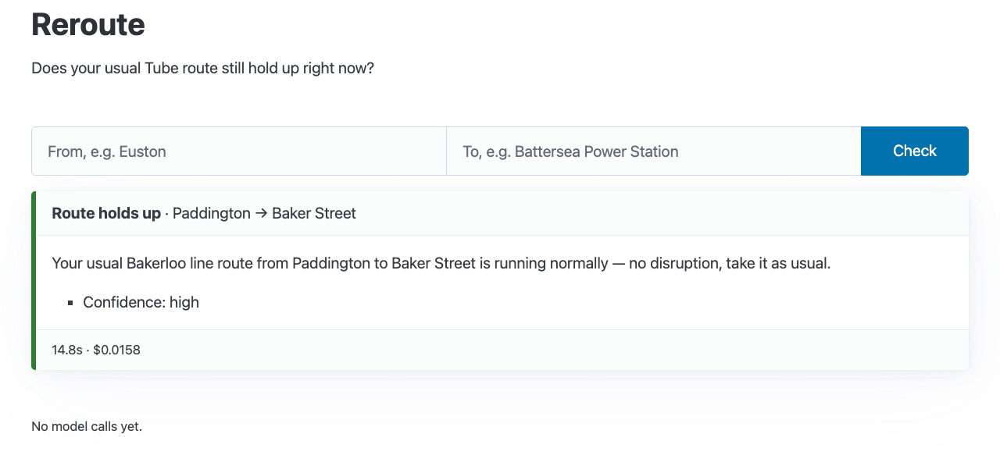 Reroute
Does your usual Tube route still hold up right now?
From, e.g. Euston
To, e.g. Battersea Power Station
Check
Route holds up · Paddington → Baker Street
Your usual Bakerloo line route from Paddington to Baker Street is running normally — no disruption, take it as usual.
▪ Confidence: high
14.8s · $0.0158
No model calls yet.